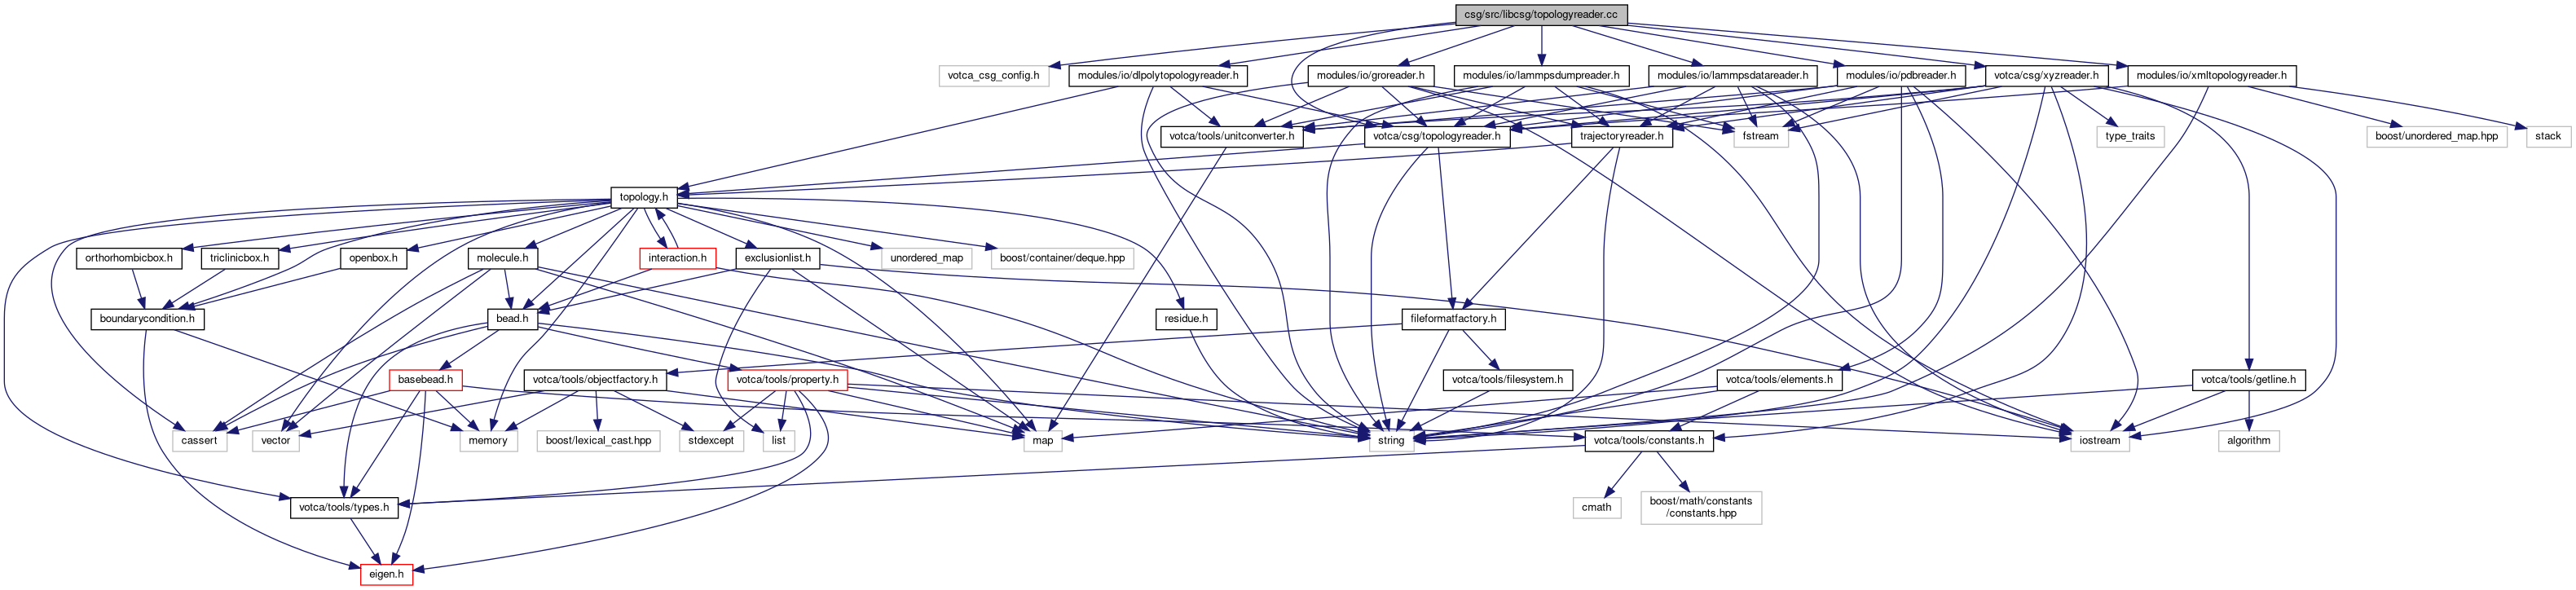 csg/src/libcsg/topologyreader.cc
votca_csg_config.h
modules/io/dlpolytopologyreader.h
modules/io/groreader.h
modules/io/lammpsdumpreader.h
modules/io/lammpsdatareader.h
modules/io/pdbreader.h
votca/csg/xyzreader.h
modules/io/xmltopologyreader.h
votca/tools/unitconverter.h
votca/csg/topologyreader.h
trajectoryreader.h
fstream
type_traits
boost/unordered_map.hpp
stack
topology.h
orthorhombicbox.h
triclinicbox.h
openbox.h
molecule.h
interaction.h
exclusionlist.h
unordered_map
boost/container/deque.hpp
boundarycondition.h
bead.h
residue.h
fileformatfactory.h
basebead.h
votca/tools/objectfactory.h
votca/tools/property.h
votca/tools/filesystem.h
votca/tools/elements.h
votca/tools/getline.h
cassert
vector
memory
boost/lexical_cast.hpp
stdexcept
list
map
string
votca/tools/constants.h
iostream
algorithm
votca/tools/types.h
cmath
boost/math/constants
/constants.hpp
eigen.h